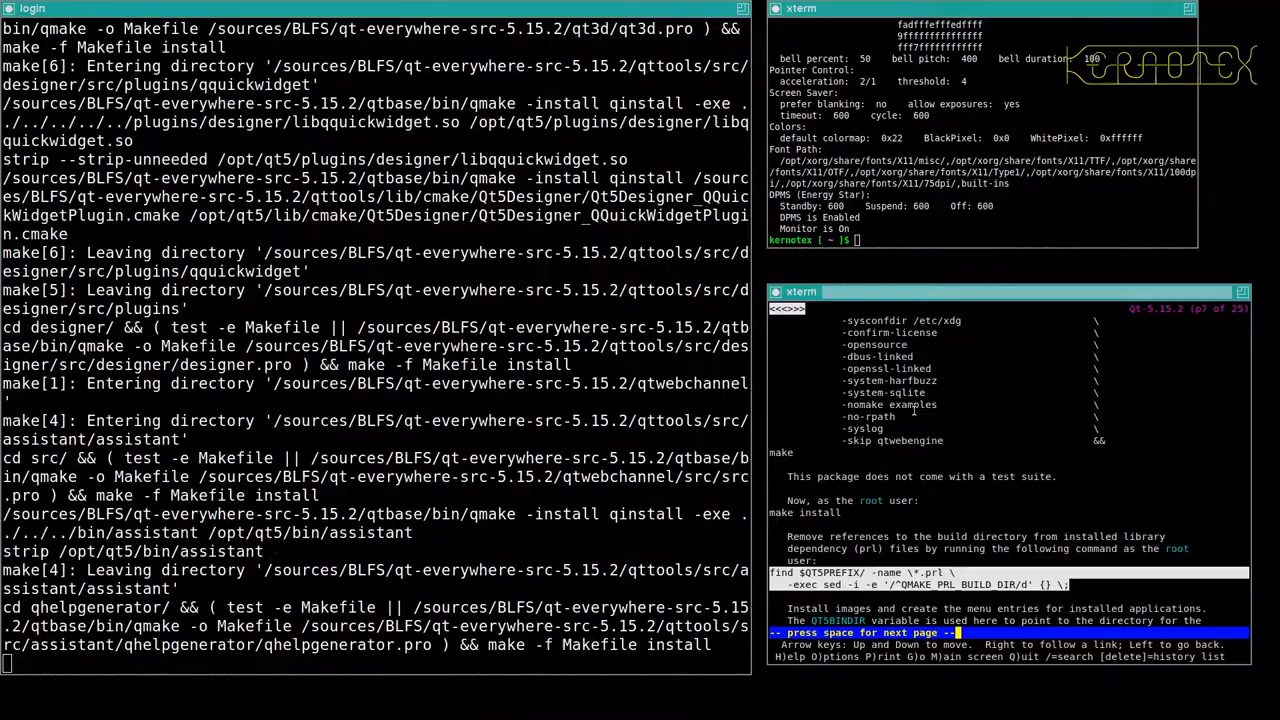 login
bin/qmake -o Makefile /sources/BLFS/qt-everywhere-src-5.15.2/qt3d/qt3d.pro ) &&
make -f Makefile install
make[6]: Entering directory '/sources/BLFS/qt-everywhere-src-5.15.2/qttools/src/
designer/src/plugins/qquickwidget'
/sources/BLFS/qt-everywhere-src-5.15.2/qtbase/bin/qmake -install qinstall -exe .
./../../../../plugins/designer/libqquickwidget.so /opt/qt5/plugins/designer/libq
quickwidget.so
strip --strip-unneeded /opt/qt5/plugins/designer/libqquickwidget.so
/sources/BLFS/qt-everywhere-src-5.15.2/qtbase/bin/qmake -install qinstall /sourc
es/BLFS/qt-everywhere-src-5.15.2/qttools/lib/cmake/Qt5Designer/Qt5Designer_QQuic
kWidgetPlugin.cmake /opt/qt5/lib/cmake/Qt5Designer/Qt5Designer_QQuickWidgetPlugi
n.cmake
make[6]: Leaving directory '/sources/BLFS/qt-everywhere-src-5.15.2/qttools/src/d
esigner/src/plugins/qquickwidget'
make[5]: Leaving directory '/sources/BLFS/qt-everywhere-src-5.15.2/qttools/src/d
esigner/src/plugins'
cd designer/ && ( test -e Makefile || /sources/BLFS/qt-everywhere-src-5.15.2/qtb
ase/bin/qmake -o Makefile /sources/BLFS/qt-everywhere-src-5.15.2/qttools/src/des
igner/src/designer/designer.pro ) && make -f Makefile install
make[1]: Entering directory '/sources/BLFS/qt-everywhere-src-5.15.2/qtwebchannel
'
make[4]: Entering directory '/sources/BLFS/qt-everywhere-src-5.15.2/qttools/src/
assistant/assistant'
cd src/ && ( test -e Makefile || /sources/BLFS/qt-everywhere-src-5.15.2/qtbase/b
in/qmake -o Makefile /sources/BLFS/qt-everywhere-src-5.15.2/qtwebchannel/src/src
.pro ) && make -f Makefile install
/sources/BLFS/qt-everywhere-src-5.15.2/qtbase/bin/qmake -install qinstall -exe .
./../../bin/assistant /opt/qt5/bin/assistant
strip /opt/qt5/bin/assistant
make[4]: Leaving directory '/sources/BLFS/qt-everywhere-src-5.15.2/qttools/src/a
ssistant/assistant'
cd qhelpgenerator/ && ( test -e Makefile || /sources/BLFS/qt-everywhere-src-5.15
.2/qtbase/bin/qmake -o Makefile /sources/BLFS/qt-everywhere-src-5.15.2/qttools/s
rc/assistant/qhelpgenerator/qhelpgenerator.pro ) && make -f Makefile install
xterm
fadfffefffedffff
9fffffffffffffff
fff7ffffffffffff
bell percent:  50    bell pitch:  400    bell duration:  100
Pointer Control:
acceleration:  2/1    threshold:  4
Screen Saver:
prefer blanking:  no    allow exposures:  yes
timeout:  600    cycle:  600
Colors:
default colormap:  0x22    BlackPixel:  0x0    WhitePixel:  0xffffff
Font Path:
/opt/xorg/share/fonts/X11/misc/,/opt/xorg/share/fonts/X11/TTF/,/opt/xorg/share
/fonts/X11/OTF/,/opt/xorg/share/fonts/X11/Type1/,/opt/xorg/share/fonts/X11/100dp
i/,/opt/xorg/share/fonts/X11/75dpi/,built-ins
DPMS (Energy Star):
Standby: 600    Suspend: 600    Off: 600
DPMS is Enabled
Monitor is On
kernotex [ ~ ]$
KERNOTEX
xterm
<<<>>> Qt-5.15.2 (p7 of 25)
-sysconfdir /etc/xdg \
-confirm-license \
-opensource \
-dbus-linked \
-openssl-linked \
-system-harfbuzz \
-system-sqlite \
-nomake examples \
-no-rpath \
-syslog \
-skip qtwebengine &&
make
This package does not come with a test suite.
Now, as the root user:
make install
Remove references to the build directory from installed library
dependency (prl) files by running the following command as the root
user:
find $QT5PREFIX/ -name \*.prl \
-exec sed -i -e '/^QMAKE_PRL_BUILD_DIR/d' {} \;
Install images and create the menu entries for installed applications.
The QT5BINDIR variable is used here to point to the directory for the
-- press space for next page --
Arrow keys: Up and Down to move.  Right to follow a link; Left to go back.
H)elp O)ptions P)rint G)o M)ain screen Q)uit /=search [delete]=history list